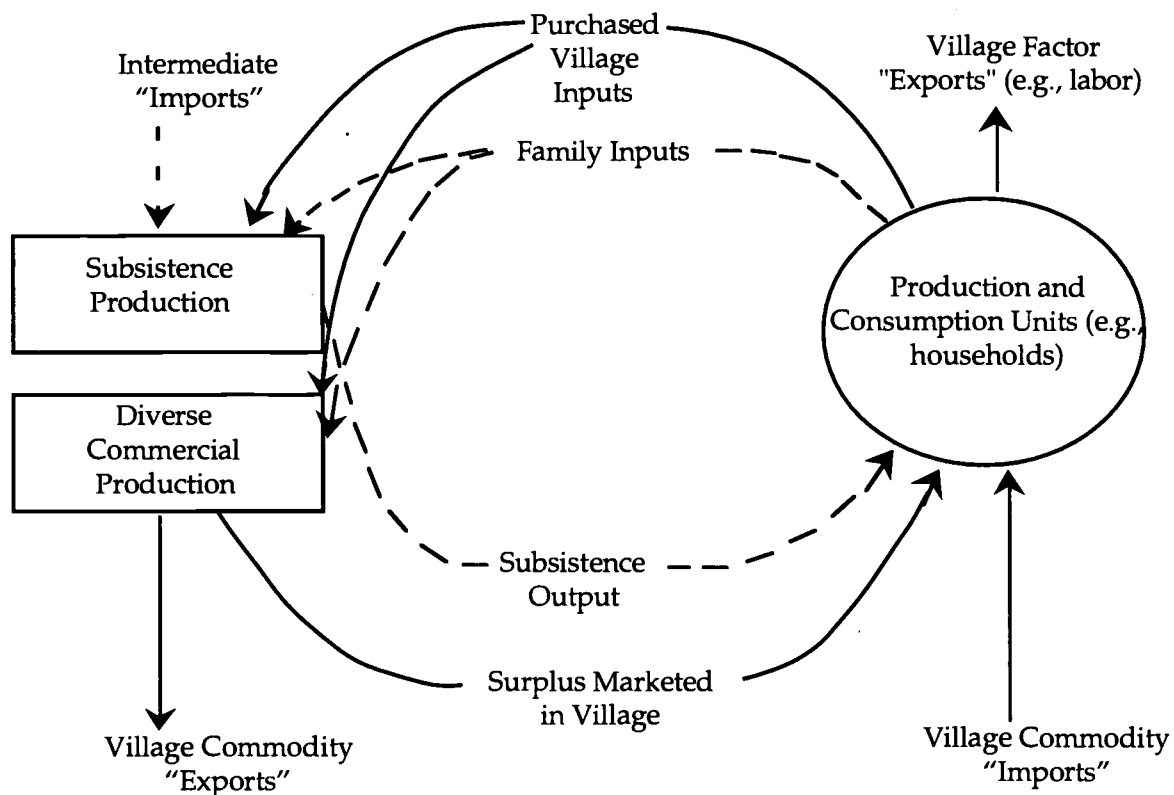 Purchased
Village
Inputs
Intermediate
“Imports”
Village Factor
"Exports" (e.g., labor)
Family Inputs
Subsistence
Production
Production and
Consumption Units (e.g.,
households)
Diverse
Commercial
Production
Subsistence
Output
Surplus Marketed
in Village
Village Commodity
“Exports”
Village Commodity
“Imports”